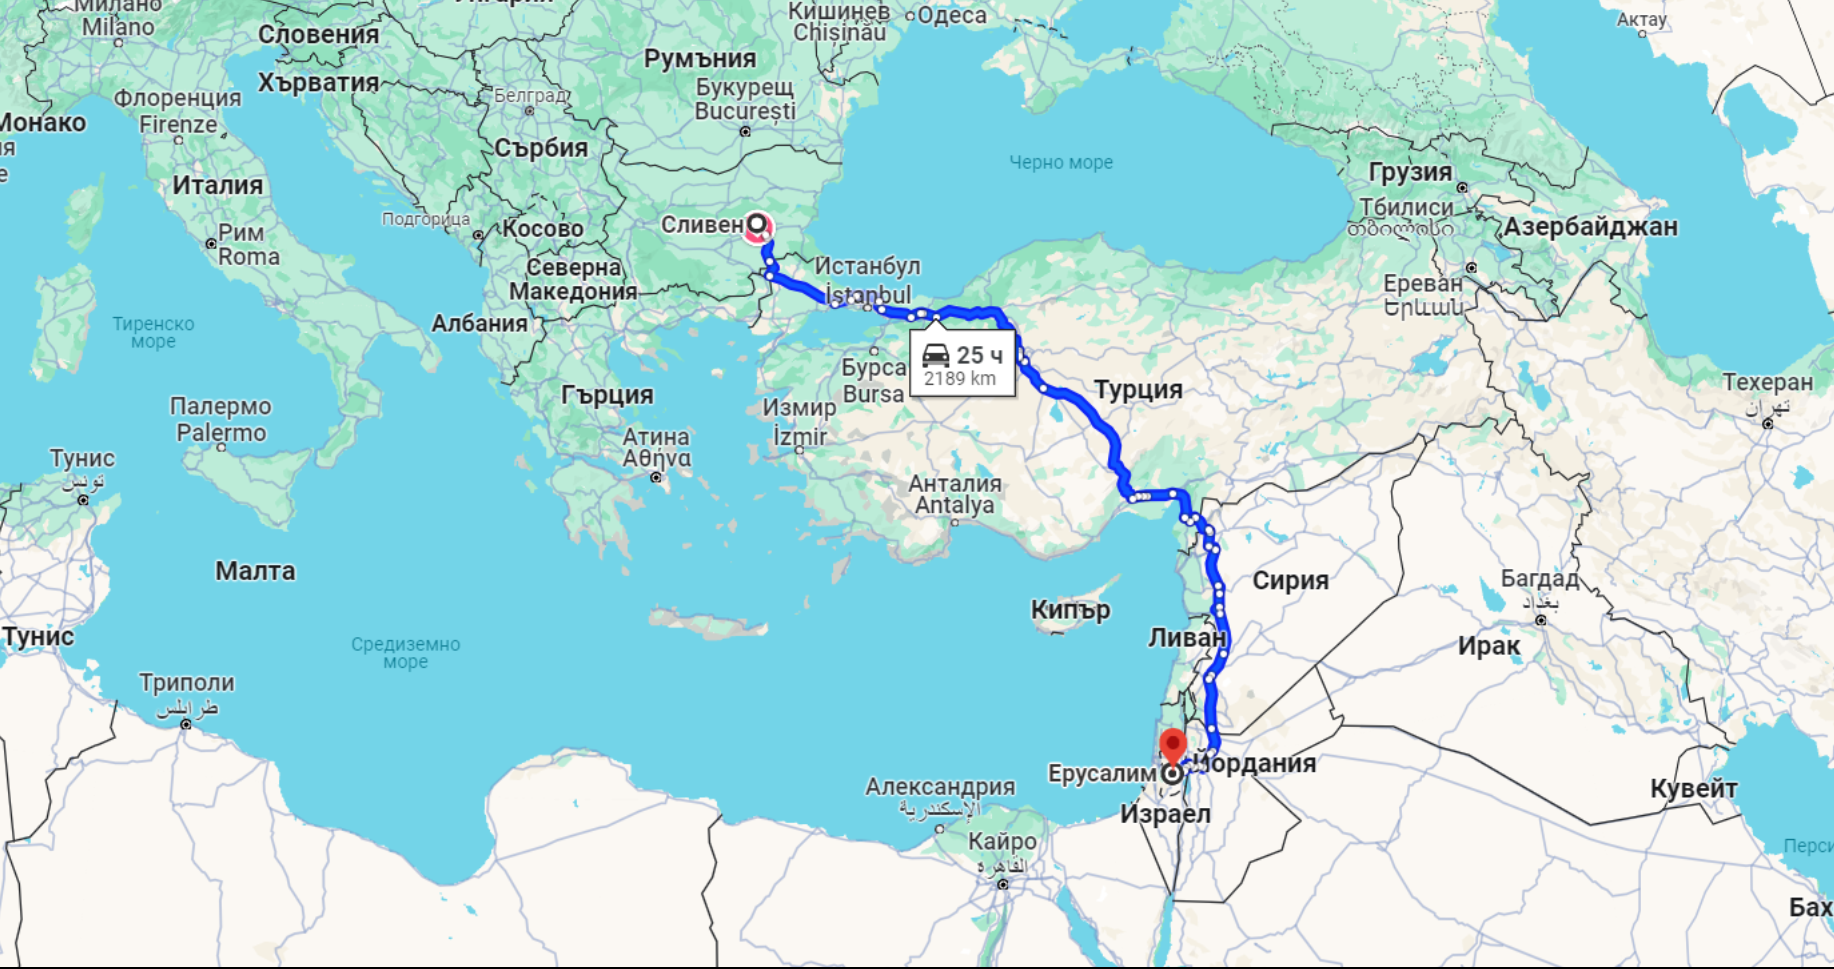 Милано
Milano
Словения
Хърватия
Флоренция
Firenze
Монако
Италия
Рим
Roma
Тиренско
море
Палермо
Palermo
Тунис
تونس
Малта
Тунис
Триполи
طرابلس
Средиземно
море
Белград
Сърбия
Подгорица
Косово
Северна
Македония
Албания
Гърция
Атина
Αθήνα
Румъния
Букурещ
București
Кишинев
Chișinău
Одеса
Сливен
Истанбул
İstanbul
Черно море
25 ч
2189 km
Бурса
Bursa
Измир
İzmir
Анталия
Antalya
Турция
Кипър
Ливан
Сирия
Ерусалим
Йордания
Израел
Александрия
الإسكندرية
Кайро
القاهرة
Актау
Грузия
Тбилиси
თბილისი
Азербайджан
Ереван
Երևան
Техеран
تهران
Багдад
بغداد
Ирак
Кувейт
Перси
Бах